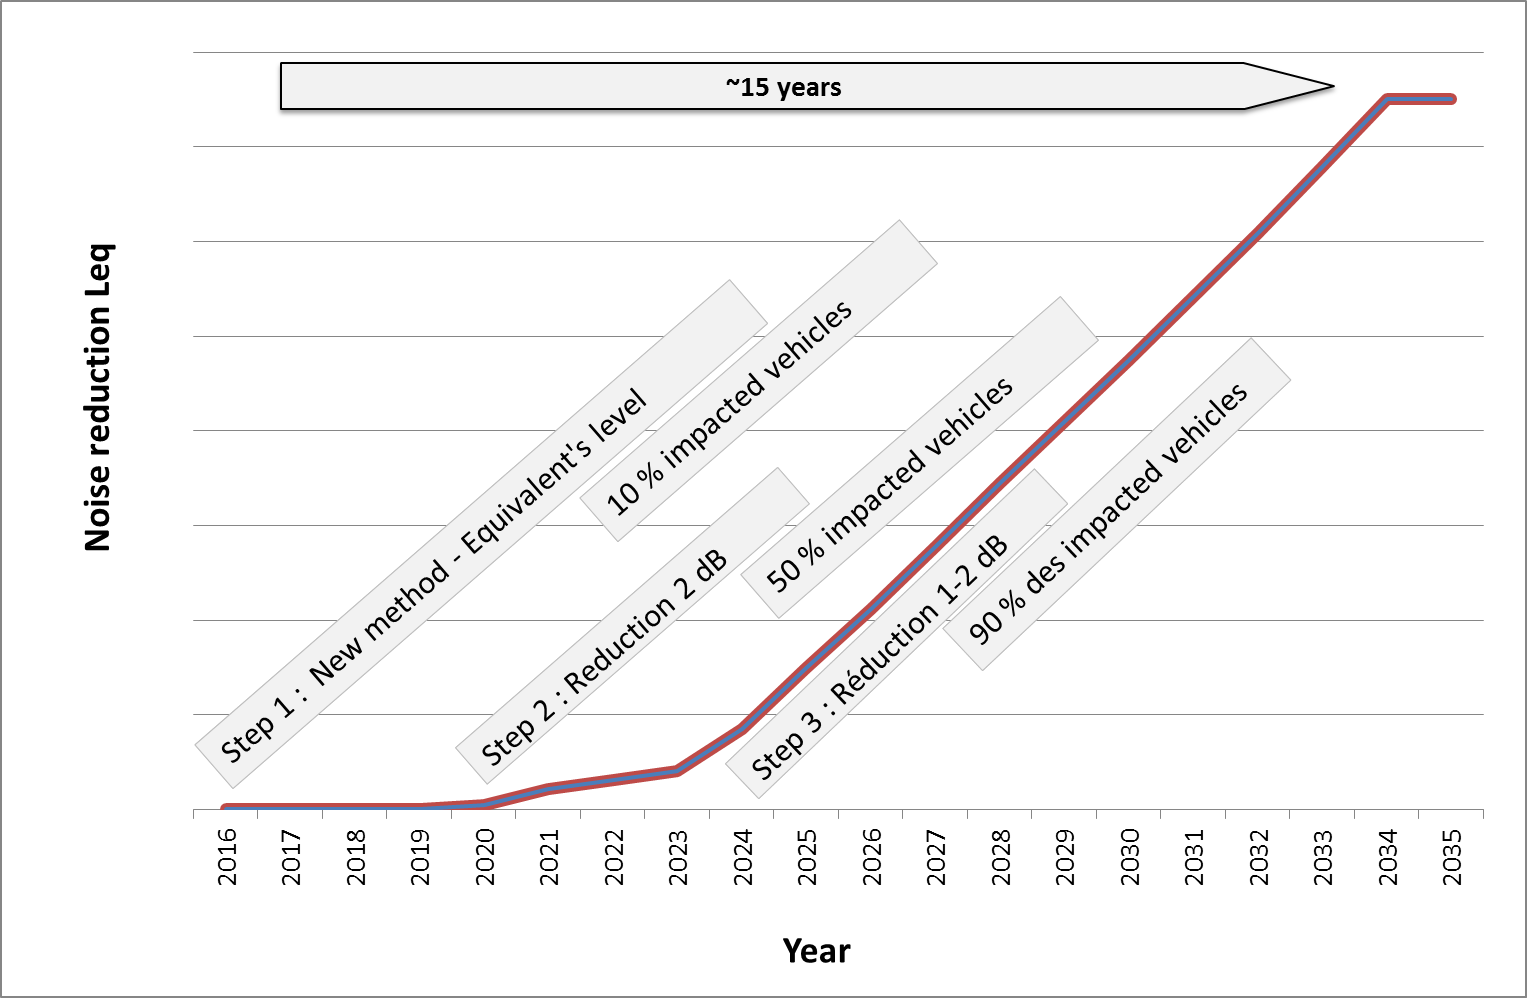 ~15 years
Noise reduction Leq
Step 1 :  New method - Equivalent's level
10 % impacted vehicles
Step 2 : Reduction 2 dB
50 % impacted vehicles
Step 3 : Réduction 1-2 dB
90 % des impacted vehicles
2016
2017
2018
2019
2020
2021
2022
2023
2024
2025
2026
2027
2028
2029
2030
2031
2032
2033
2034
2035
Year